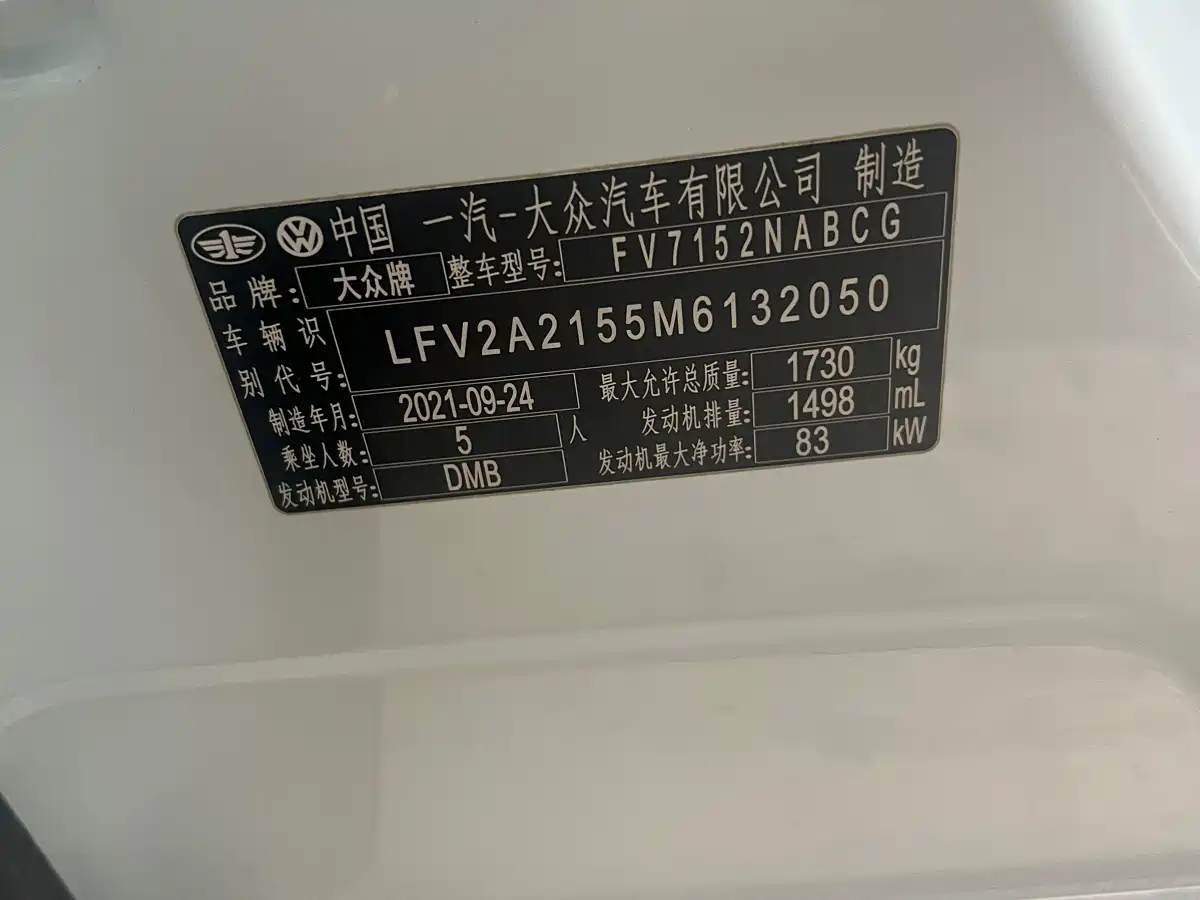 中国 一汽-大众汽车有限公司 制造
品牌: 大众牌 整车型号: FV7152NABCG
车辆识别代号: LFV2A2155M6132050
制造年月: 2021-09-24 最大允许总质量: 1730 kg
乘坐人数: 5 人 发动机排量: 1498 mL
发动机型号: DMB 发动机最大净功率: 83 kW